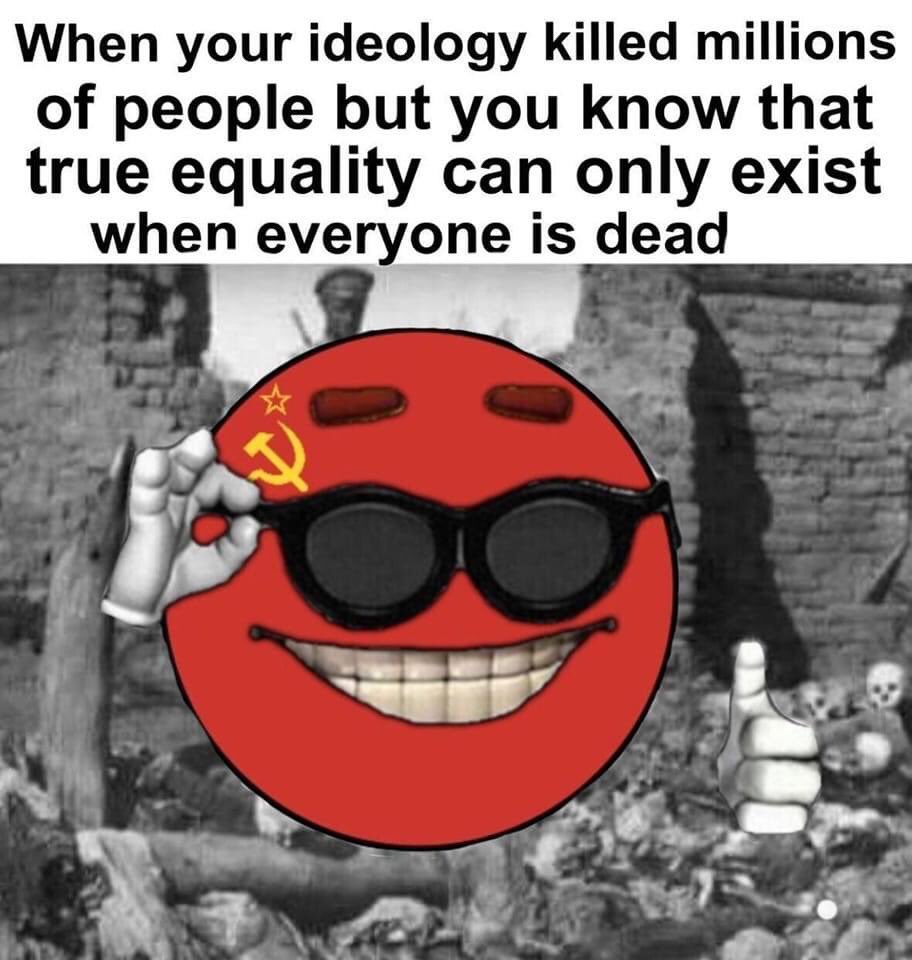 When your ideology killed millions
of people but you know that
true equality can only exist
when everyone is dead